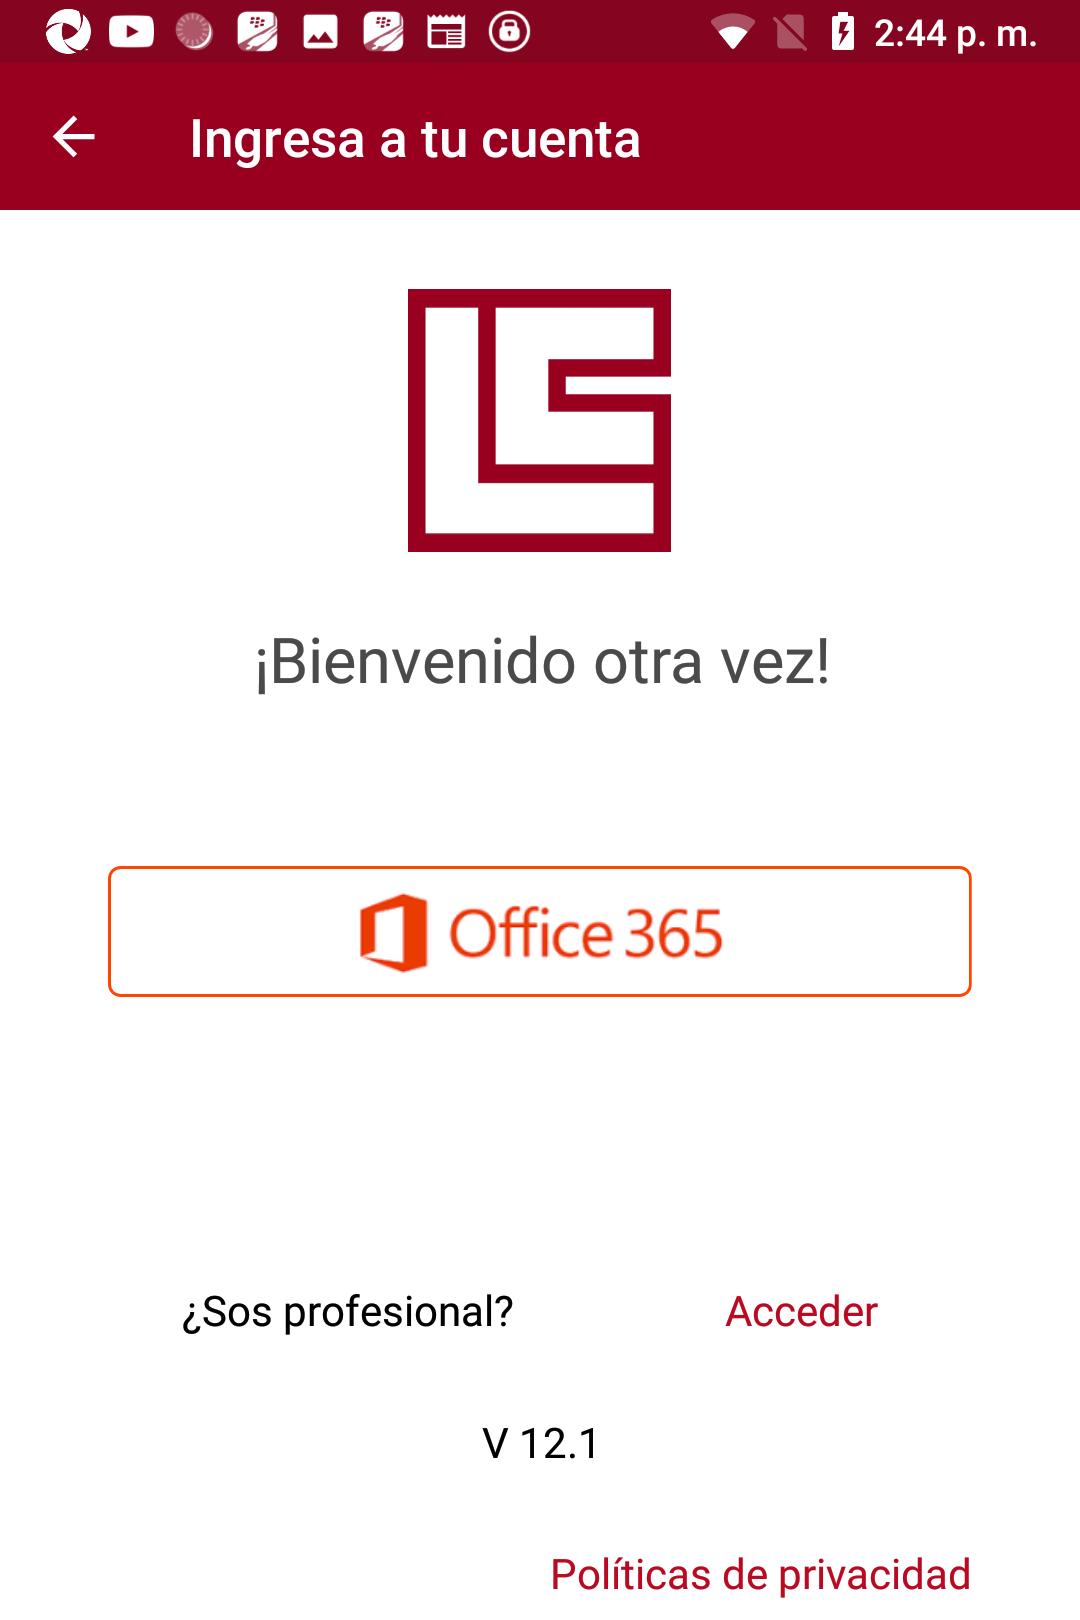 2:44 p. m.
Ingresa a tu cuenta
¡Bienvenido otra vez!
Office 365
¿Sos profesional? Acceder
V 12.1
Políticas de privacidad